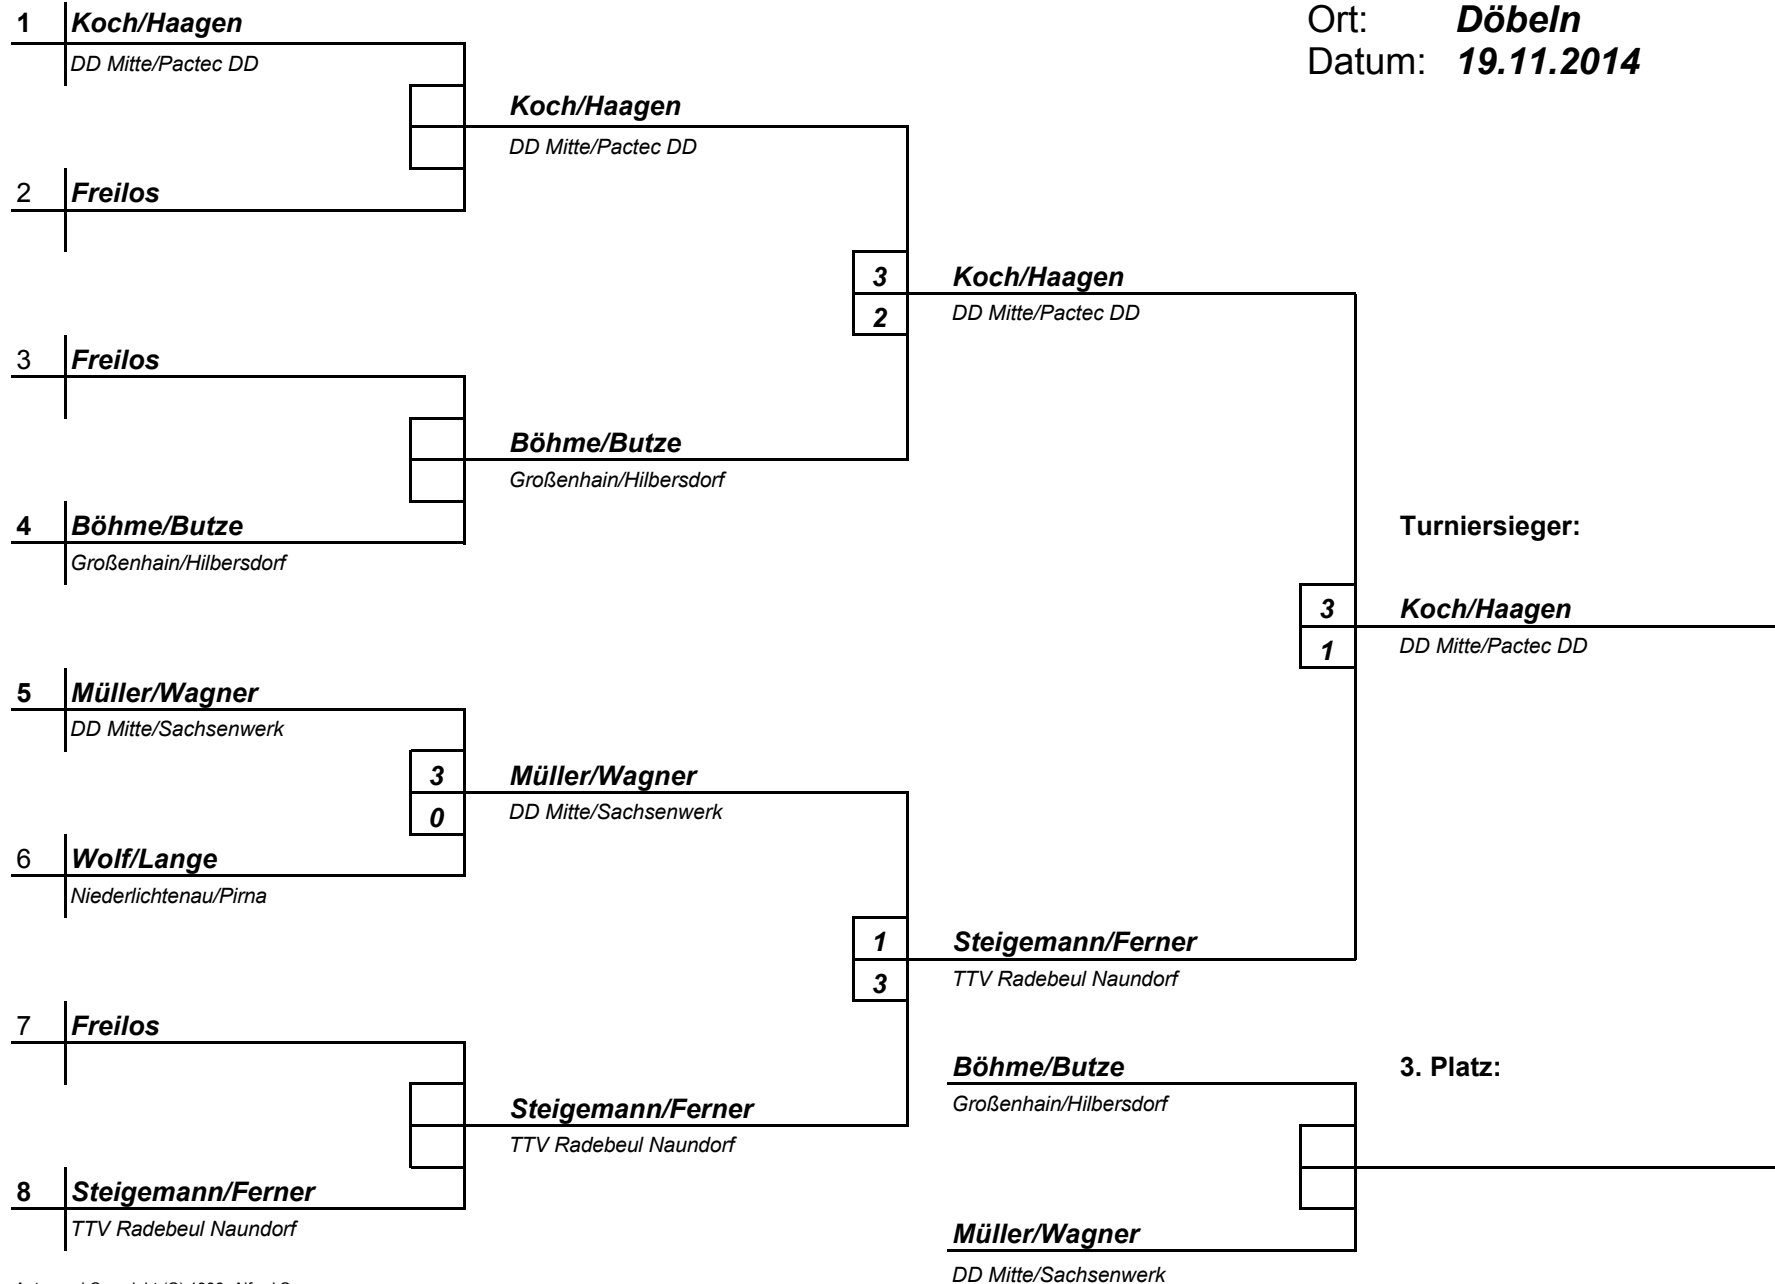 Ort: Döbeln
Datum: 19.11.2014
1 Koch/Haagen
DD Mitte/Pactec DD
Koch/Haagen
DD Mitte/Pactec DD
2 Freilos
3
2
Koch/Haagen
DD Mitte/Pactec DD
3 Freilos
Böhme/Butze
Großenhain/Hilbersdorf
4 Böhme/Butze
Großenhain/Hilbersdorf
Turniersieger:
3
1
Koch/Haagen
DD Mitte/Pactec DD
5 Müller/Wagner
DD Mitte/Sachsenwerk
3
0
Müller/Wagner
DD Mitte/Sachsenwerk
6 Wolf/Lange
Niederlichtenau/Pirna
1
3
Steigemann/Ferner
TTV Radebeul Naundorf
7 Freilos
Steigemann/Ferner
TTV Radebeul Naundorf
8 Steigemann/Ferner
TTV Radebeul Naundorf
Böhme/Butze
Großenhain/Hilbersdorf
3. Platz:
Müller/Wagner
DD Mitte/Sachsenwerk